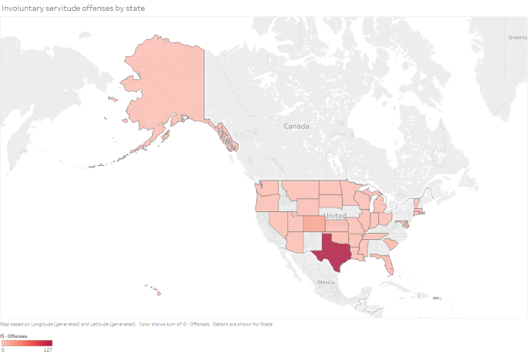 Involuntary servitude offenses by state
Canada
United
Mexico
Map based on Longitude (generated) and Latitude (generated). Color shows sum of IS - Offenses. Details are shown for State.
IS - Offenses
0 127